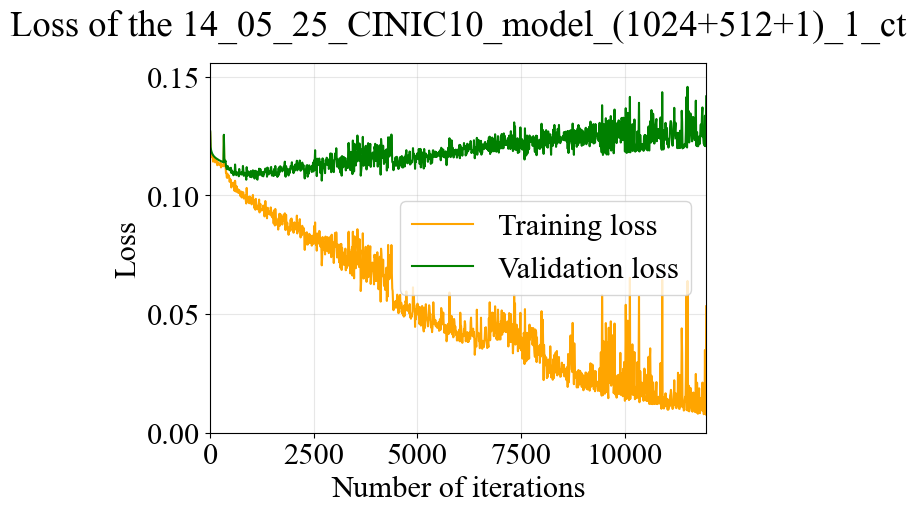 Loss of the 14_05_25_CINIC10_model_(1024+512+1)_1_ct
0.15
0.10
0.05
0.00
Loss
Training loss
Validation loss
0 2500 5000 7500 10000
Number of iterations